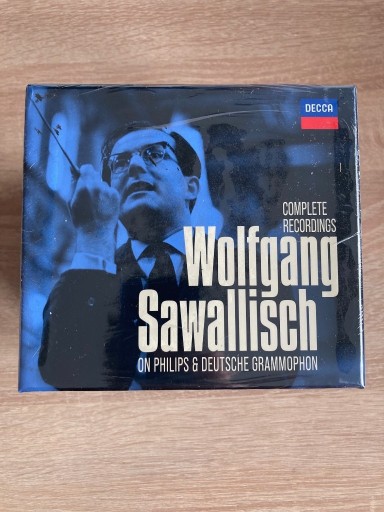 DECCA
COMPLETE
RECORDINGS
Wolfgang
Sawallisch
ON PHILIPS & DEUTSCHE GRAMMOPHON